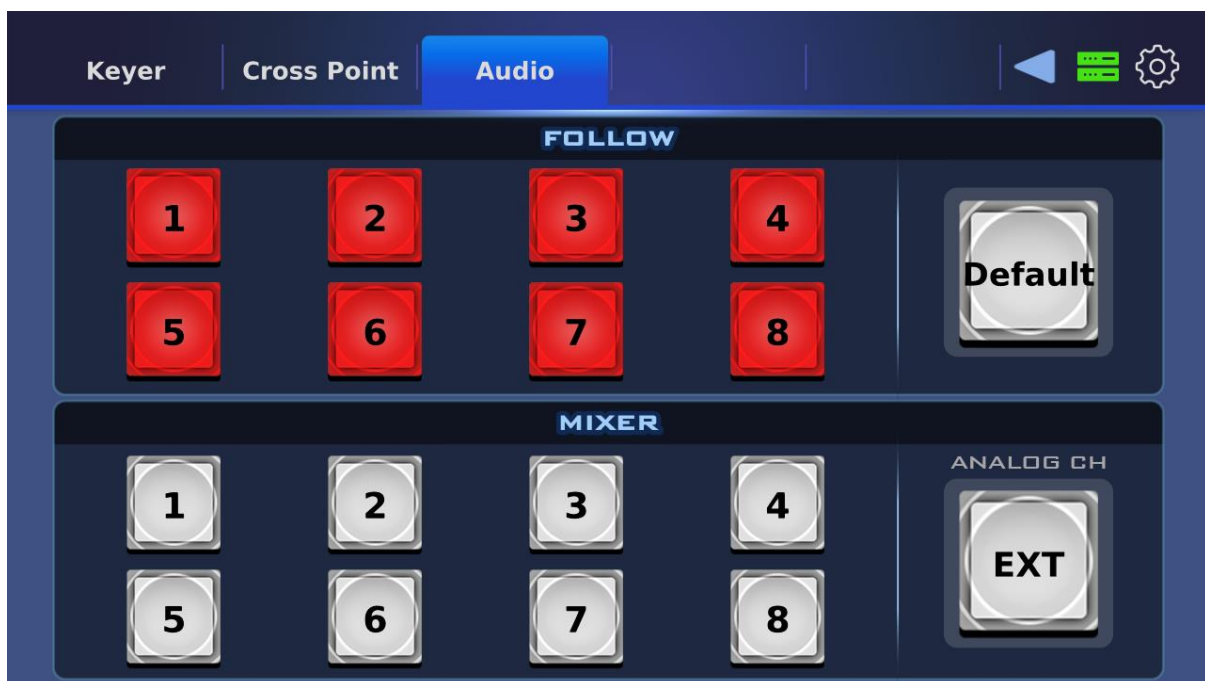 Keyer Cross Point Audio
FOLLOW
1 2 3 4
Default
5 6 7 8
MIXER
ANALOG CH
1 2 3 4
EXT
5 6 7 8